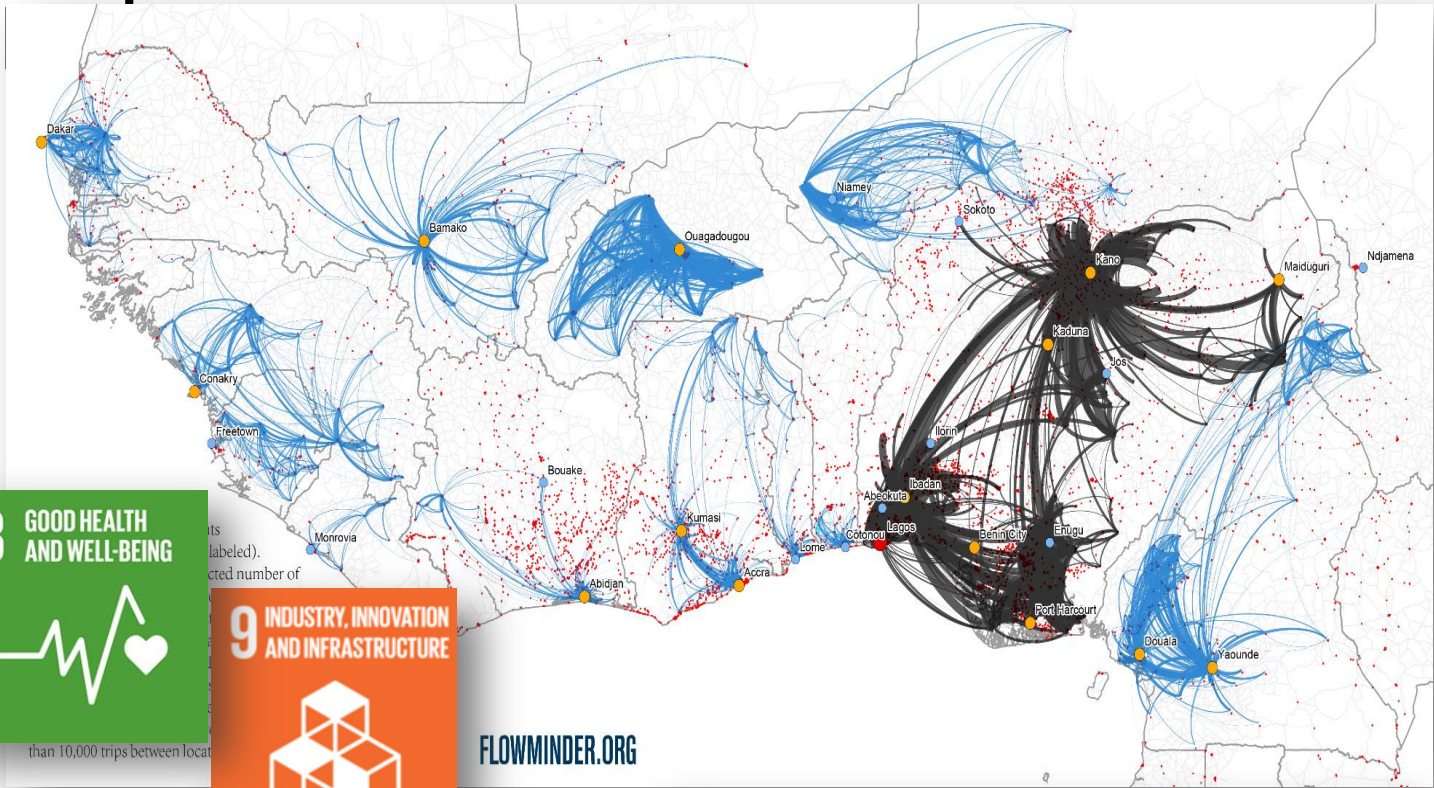 Dakar
Bamako
Ouagadougou
Niamey
Sokoto
Kano
Maiduguri
Ndjamena
Kaduna
Jos
Conakry
Freetown
Ilorin
Bouake
Ibadan
Abeokuta
Monrovia
Kumasi
Lagos
Cotonou
Benin City
Enugu
Lome
Accra
Abidjan
Port Harcourt
Douala
Yaounde
GOOD HEALTH
AND WELL-BEING
labeled).
number of
9 INDUSTRY, INNOVATION
AND INFRASTRUCTURE
than 10,000 trips between
FLOWMINDER.ORG